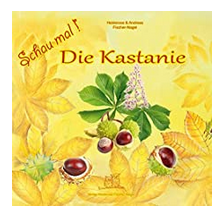 Heiderose & Andreas
Fischer-Nagel
Schau mal!
Die Kastanie